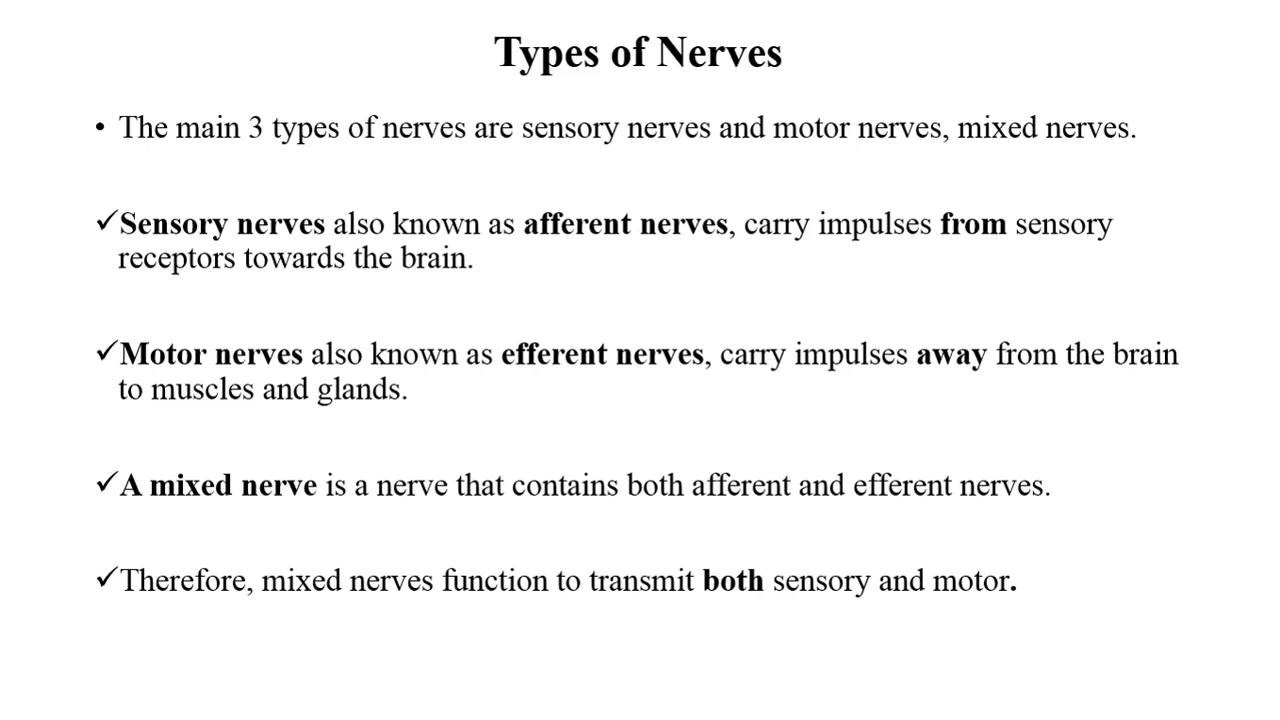 Types of Nerves
• The main 3 types of nerves are sensory nerves and motor nerves, mixed nerves.
✓Sensory nerves also known as afferent nerves, carry impulses from sensory
receptors towards the brain.
✓Motor nerves also known as efferent nerves, carry impulses away from the brain
to muscles and glands.
✓A mixed nerve is a nerve that contains both afferent and efferent nerves.
✓Therefore, mixed nerves function to transmit both sensory and motor.